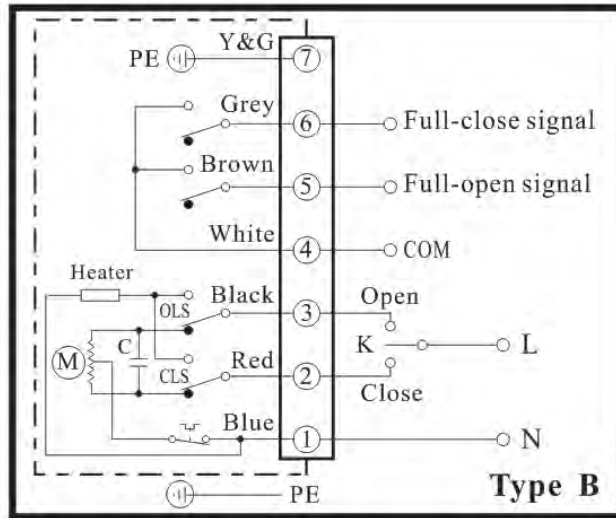 Y&G
PE
7
Grey
6
Full-close signal
Brown
5
Full-open signal
White
4
COM
Heater
OLS
Black
3
Open
K
L
M
C
CLS
Red
2
Close
Blue
1
N
PE
Type B